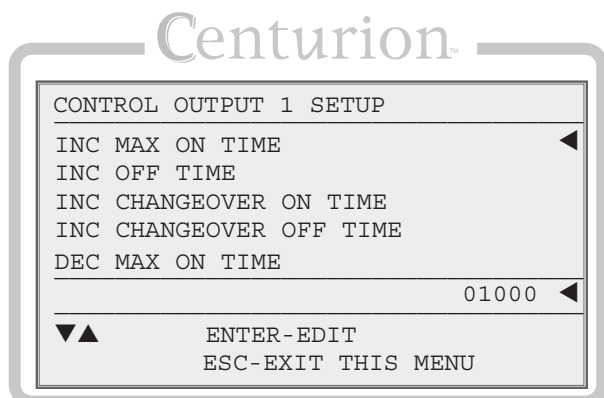 Centurion™
CONTROL OUTPUT 1 SETUP
INC MAX ON TIME ◀
INC OFF TIME
INC CHANGEOVER ON TIME
INC CHANGEOVER OFF TIME
DEC MAX ON TIME
01000 ◀
▼▲ ENTER-EDIT
ESC-EXIT THIS MENU